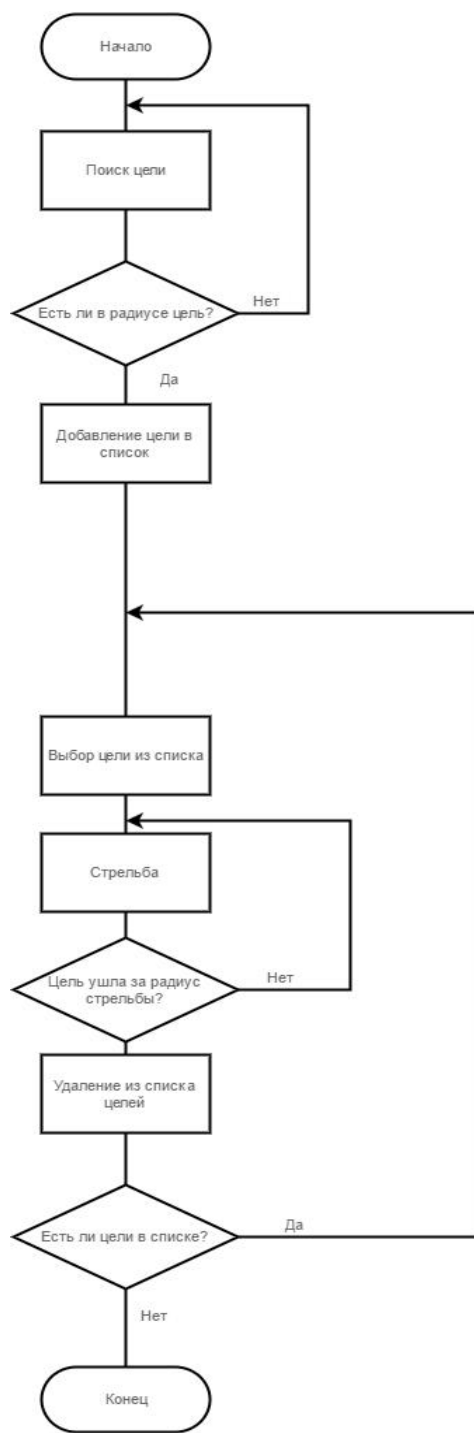 Начало
Поиск цели
Есть ли в радиусе цель?
Нет
Да
Добавление цели в
список
Выбор цели из списка
Стрельба
Цель ушла за радиус
стрельбы?
Нет
Удаление из списка
целей
Есть ли цели в списке?
Да
Нет
Конец